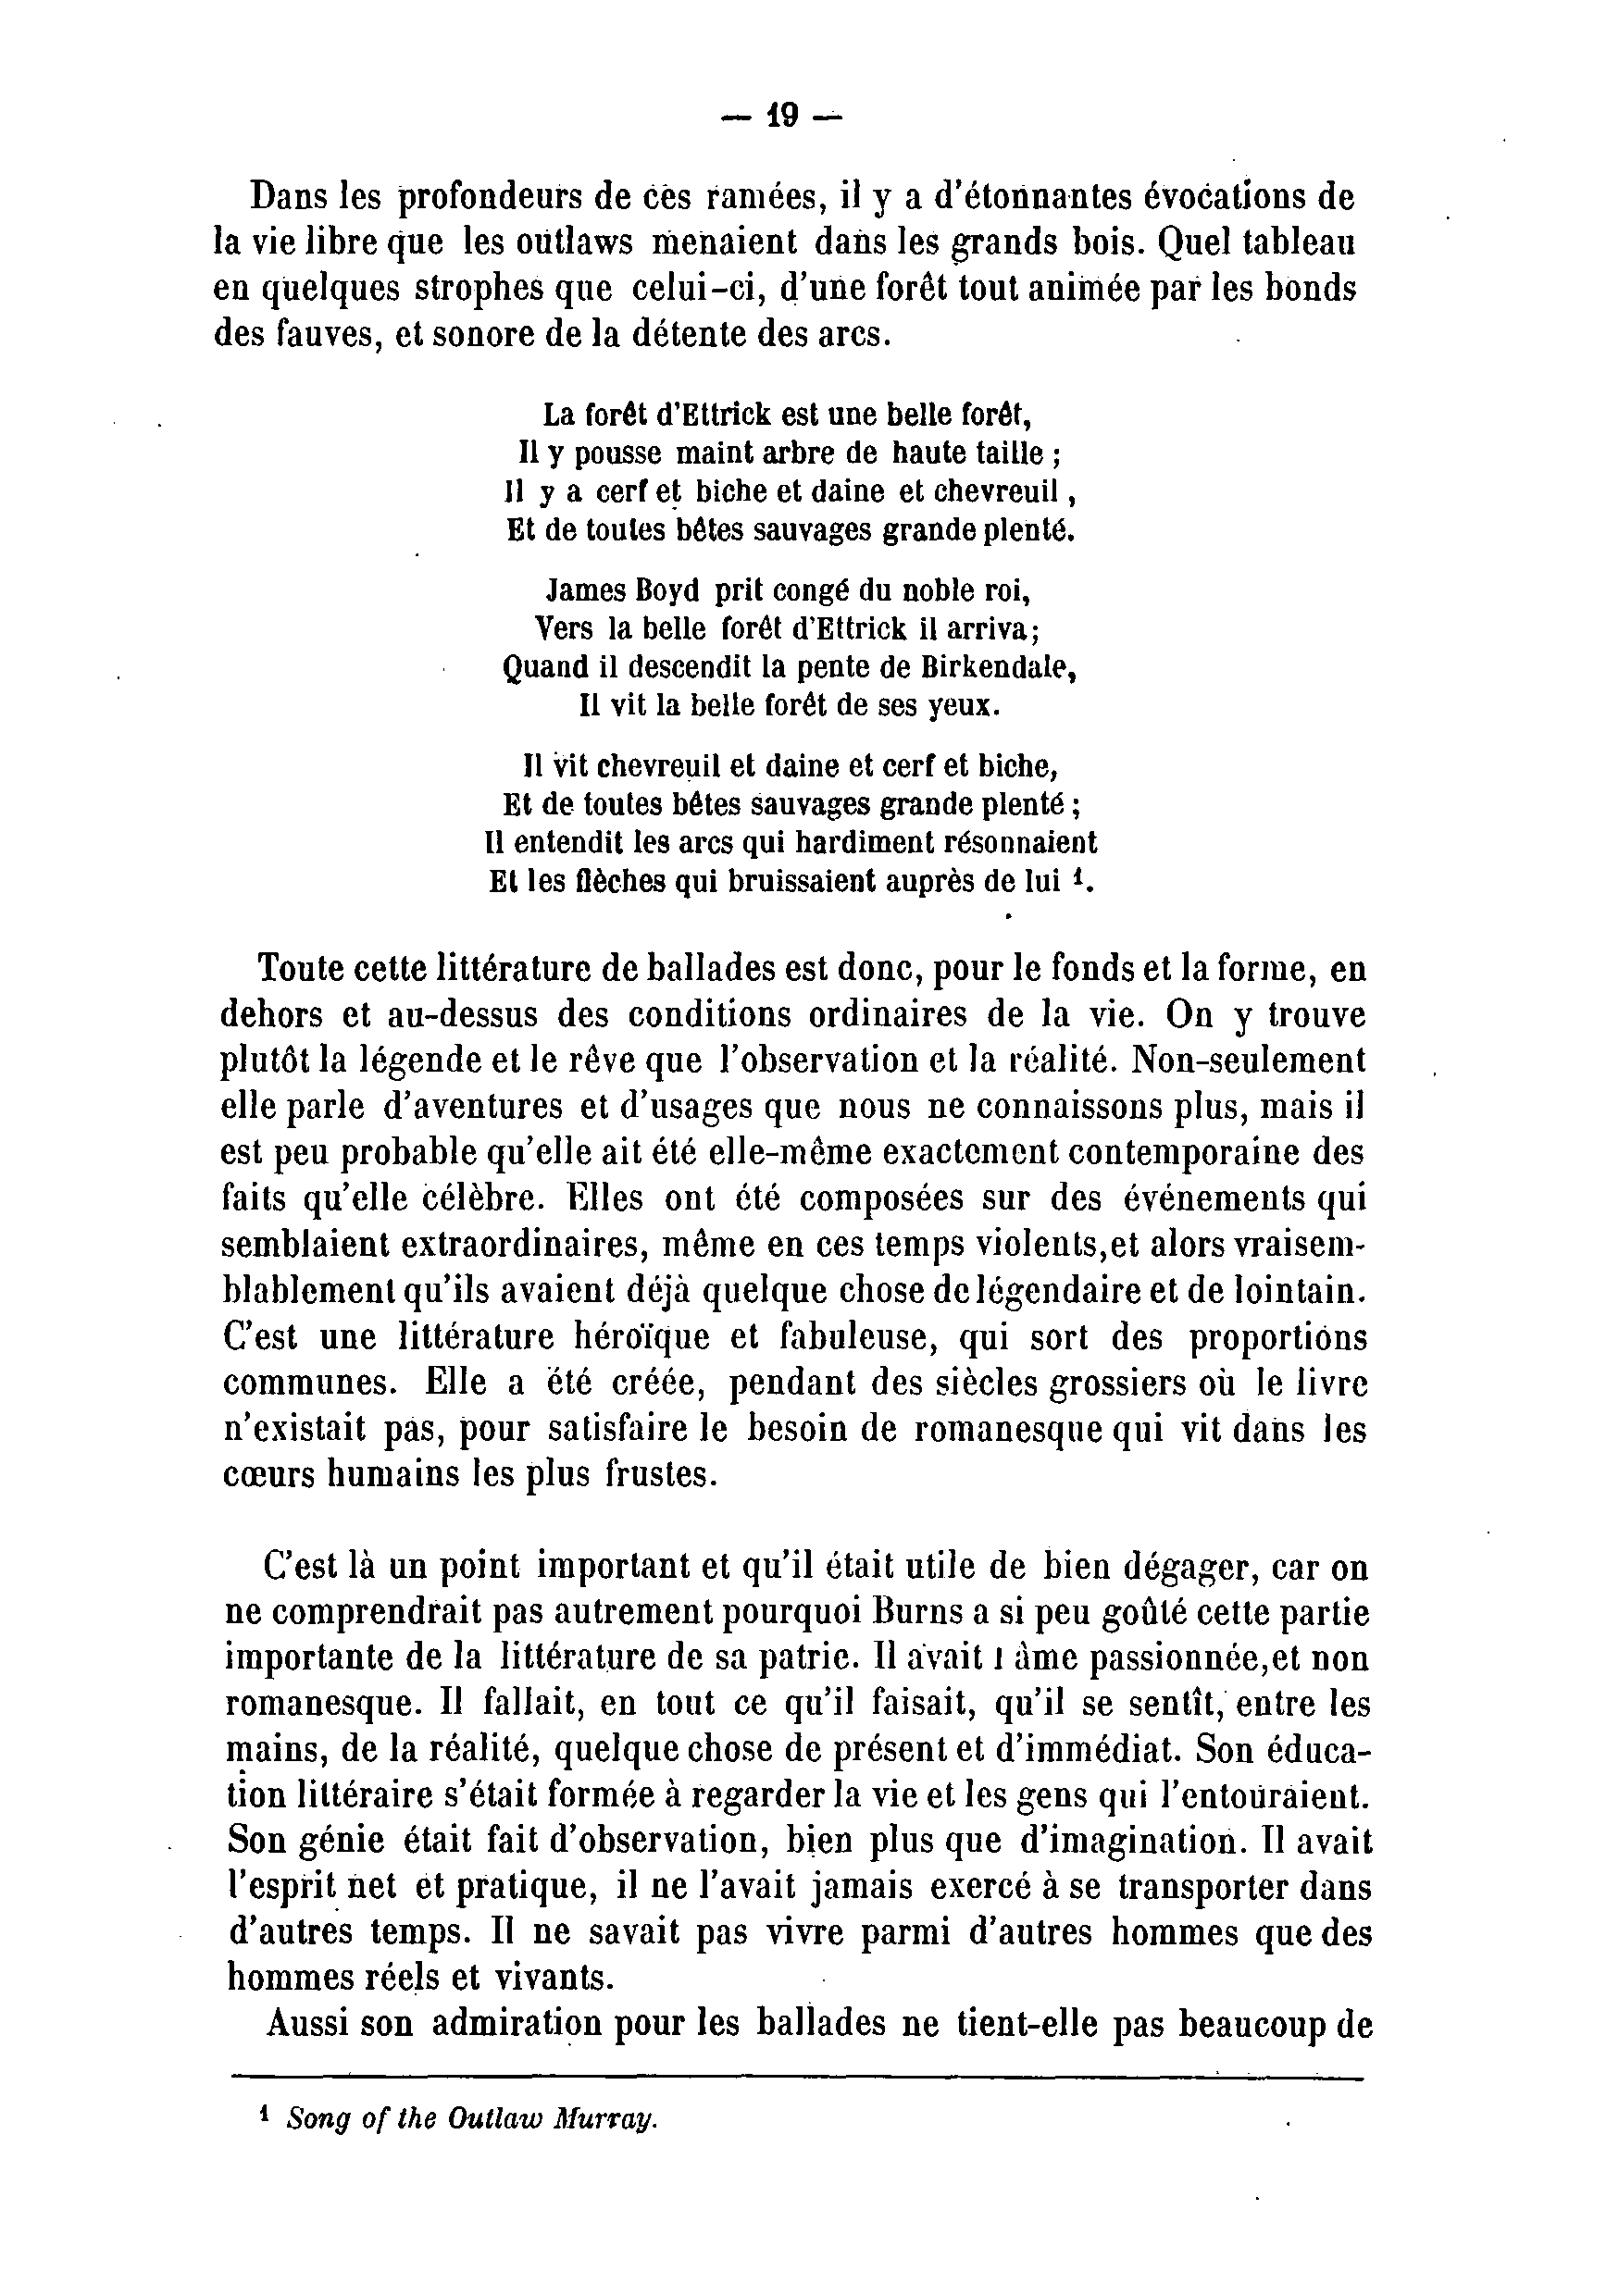 — 19 —
Dans les profondeurs de ces ramées, il y a d'étonnantes évocations de
la vie libre que les outlaws menaient dans les grands bois. Quel tableau
en quelques strophes que celui-ci, d'une forêt tout animée par les bonds
des fauves, et sonore de la détente des arcs.
La forêt d'Ettrick est une belle forêt,
Il y pousse maint arbre de haute taille ;
Il y a cerf et biche et daine et chevreuil ,
Et de toutes bêtes sauvages grande plenté.
James Boyd prit congé du noble roi,
Vers la belle forêt d'Ettrick il arriva;
Quand il descendit la pente de Birkendale,
Il vit la belle forêt de ses yeux.
Il vit chevreuil et daine et cerf et biche,
Et de toutes bêtes sauvages grande plenté ;
Il entendit les arcs qui hardiment résonnaient
Et les flèches qui bruissaient auprès de lui ¹.
Toute cette littérature de ballades est donc, pour le fonds et la forme, en
dehors et au-dessus des conditions ordinaires de la vie. On y trouve
plutôt la légende et le rêve que l'observation et la réalité. Non-seulement
elle parle d'aventures et d'usages que nous ne connaissons plus, mais il
est peu probable qu'elle ait été elle-même exactement contemporaine des
faits qu'elle célèbre. Elles ont été composées sur des événements qui
semblaient extraordinaires, même en ces temps violents,et alors vraisem-
blablement qu'ils avaient déjà quelque chose de légendaire et de lointain.
C'est une littérature héroïque et fabuleuse, qui sort des proportions
communes. Elle a été créée, pendant des siècles grossiers où le livre
n'existait pas, pour satisfaire le besoin de romanesque qui vit dans les
cœurs humains les plus frustes.
C'est là un point important et qu'il était utile de bien dégager, car on
ne comprendrait pas autrement pourquoi Burns a si peu goûté cette partie
importante de la littérature de sa patrie. Il avait l âme passionnée,et non
romanesque. Il fallait, en tout ce qu'il faisait, qu'il se sentît, entre les
mains, de la réalité, quelque chose de présent et d'immédiat. Son éduca-
tion littéraire s'était formée à regarder la vie et les gens qui l'entouraient.
Son génie était fait d'observation, bien plus que d'imagination. Il avait
l'esprit net et pratique, il ne l'avait jamais exercé à se transporter dans
d'autres temps. Il ne savait pas vivre parmi d'autres hommes que des
hommes réels et vivants.
Aussi son admiration pour les ballades ne tient-elle pas beaucoup de
¹ Song of the Outlaw Murray.